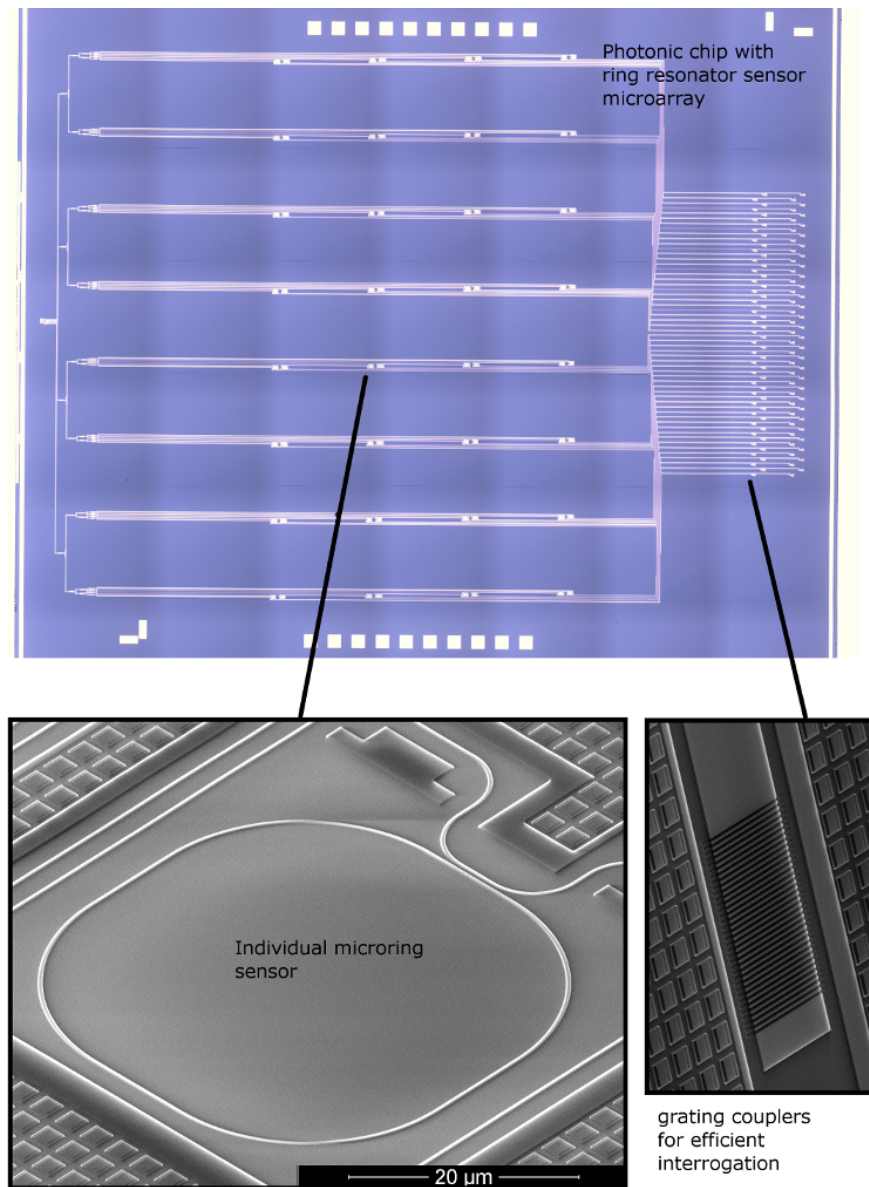 Photonic chip with
ring resonator sensor
microarray
Individual microring
sensor
20 µm
grating couplers
for efficient
interrogation